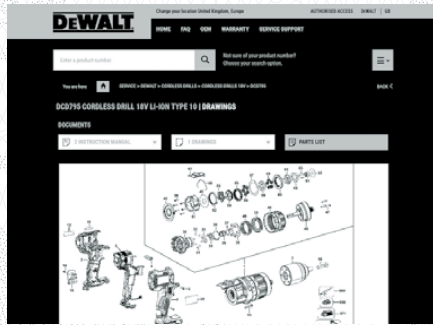 DEWALT
Change your location United Kingdom, Europe
AUTHORISED ACCESS DEWALT | GB
HOME FAQ OEM WARRANTY SERVICE SUPPORT
Enter a product number
Not sure of your product number?
Choose your search option.
You are here
SERVICE > DEWALT > CORDLESS DRILLS > CORDLESS DRILLS 18V > DCD795
BACK
DCD795 CORDLESS DRILL 18V LI-ION TYPE 10 | DRAWINGS
DOCUMENTS
2 INSTRUCTION MANUAL
1 DRAWINGS
PARTS LIST